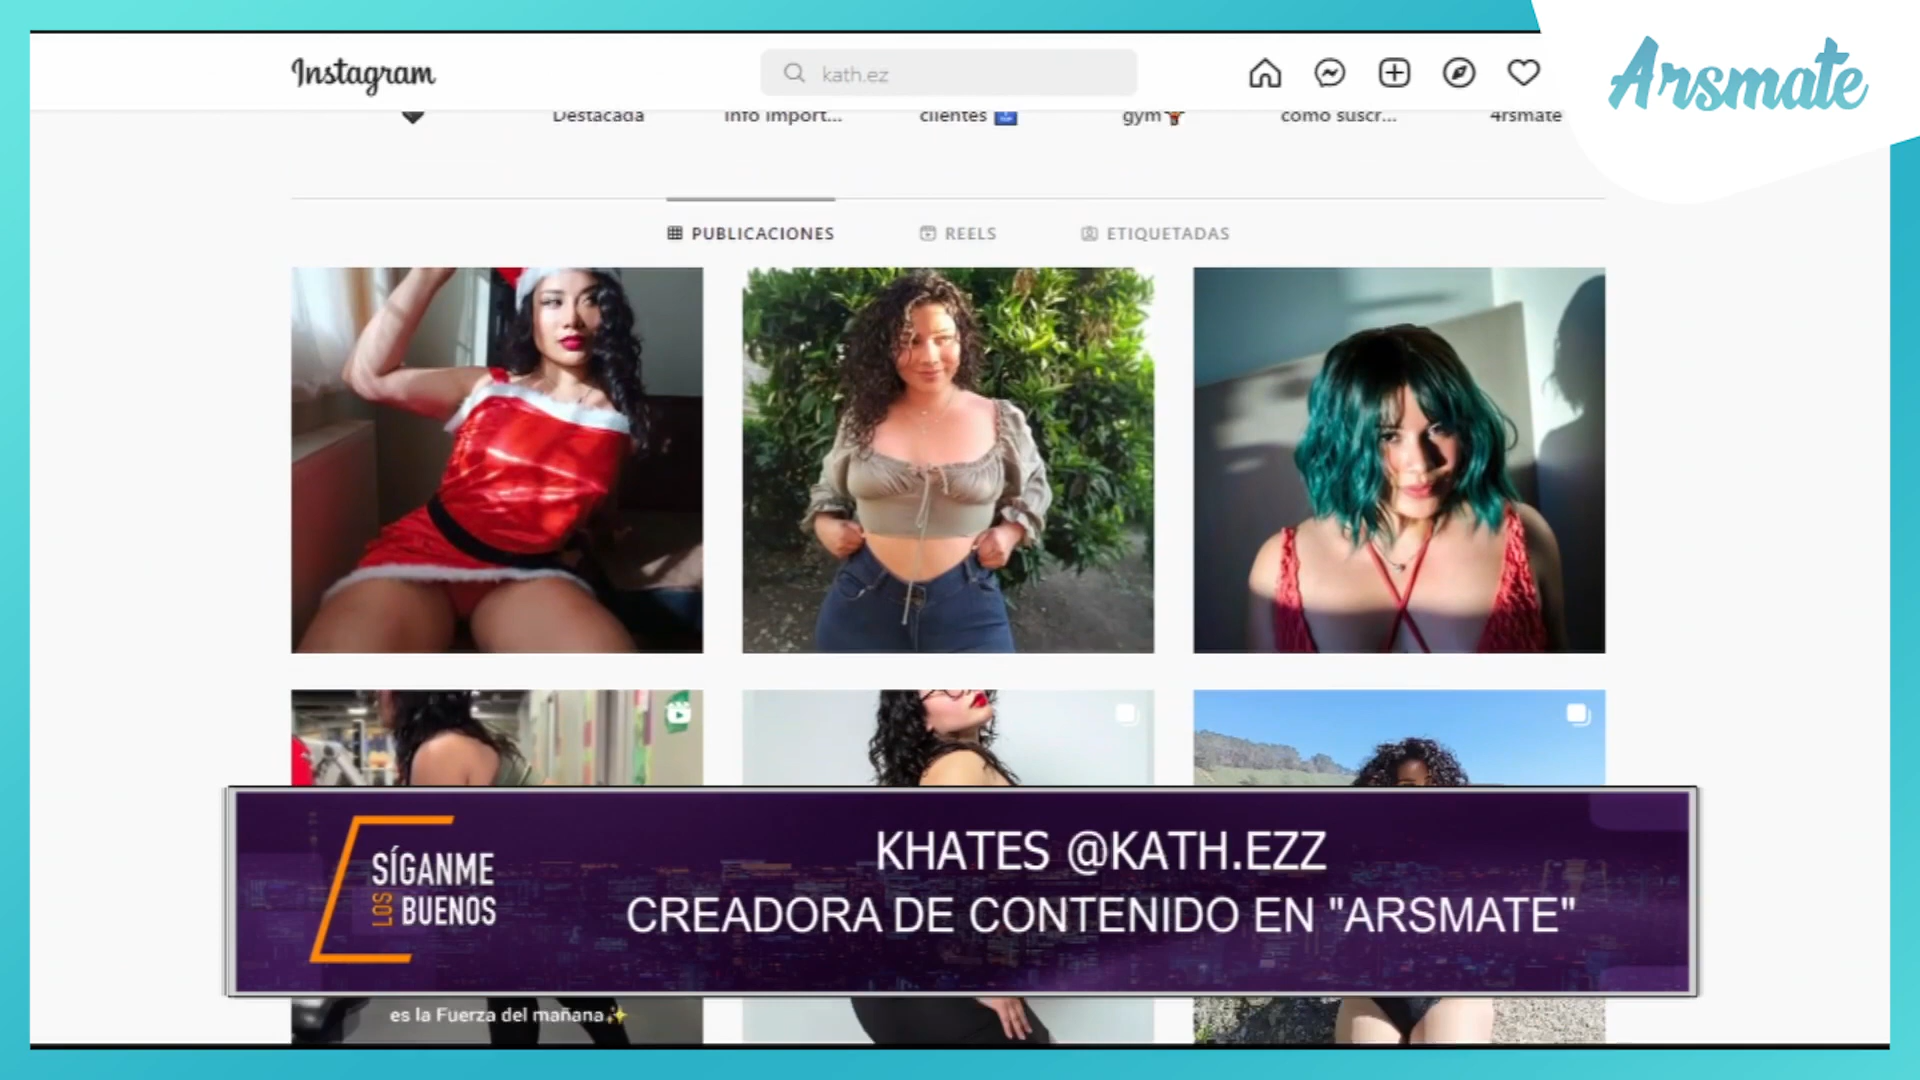 Instagram
kath.ez
Arsmate
Destacada
Info import...
clientes
gym
como suscr...
4rsmate
PUBLICACIONES
REELS
ETIQUETADAS
SÍGANME
LOS
BUENOS
KHATES @KATH.EZZ
CREADORA DE CONTENIDO EN "ARSMATE"
es la Fuerza del mañana✨